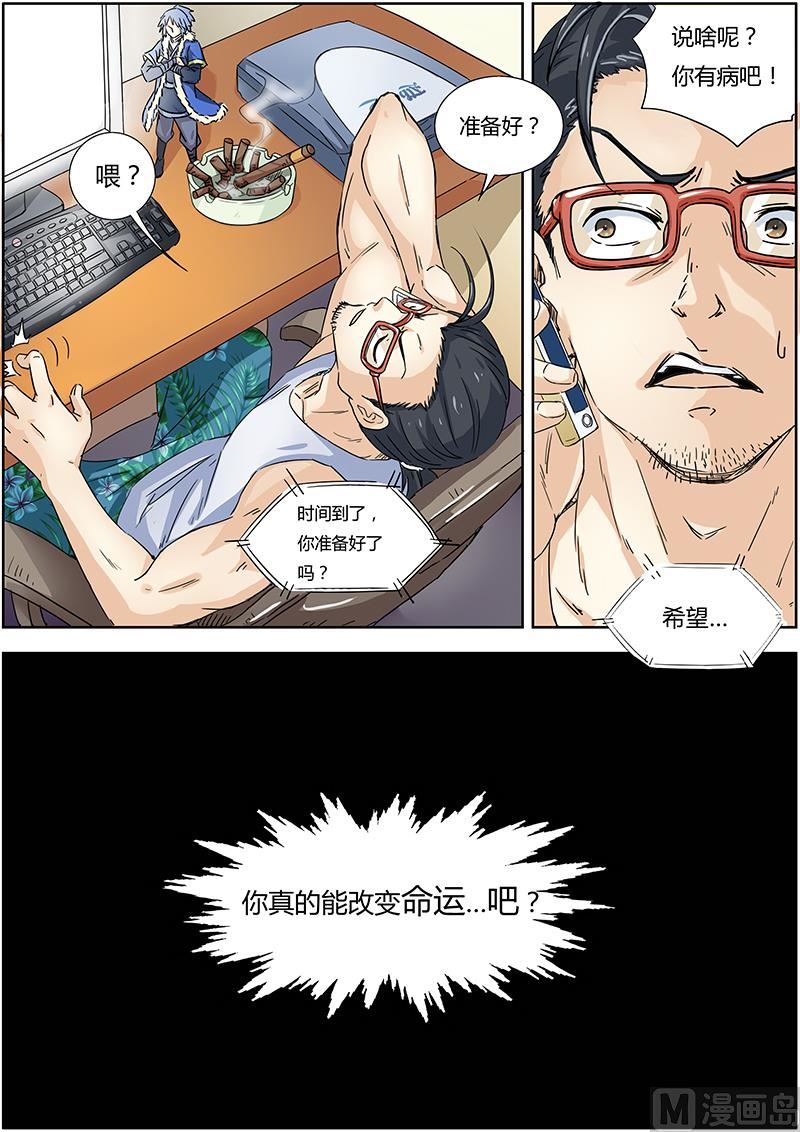 喂？
时间到了，
你准备好了
吗？
准备好？
说啥呢？
你有病吧！
希望...
你真的能改变命运...吧？
M漫画岛